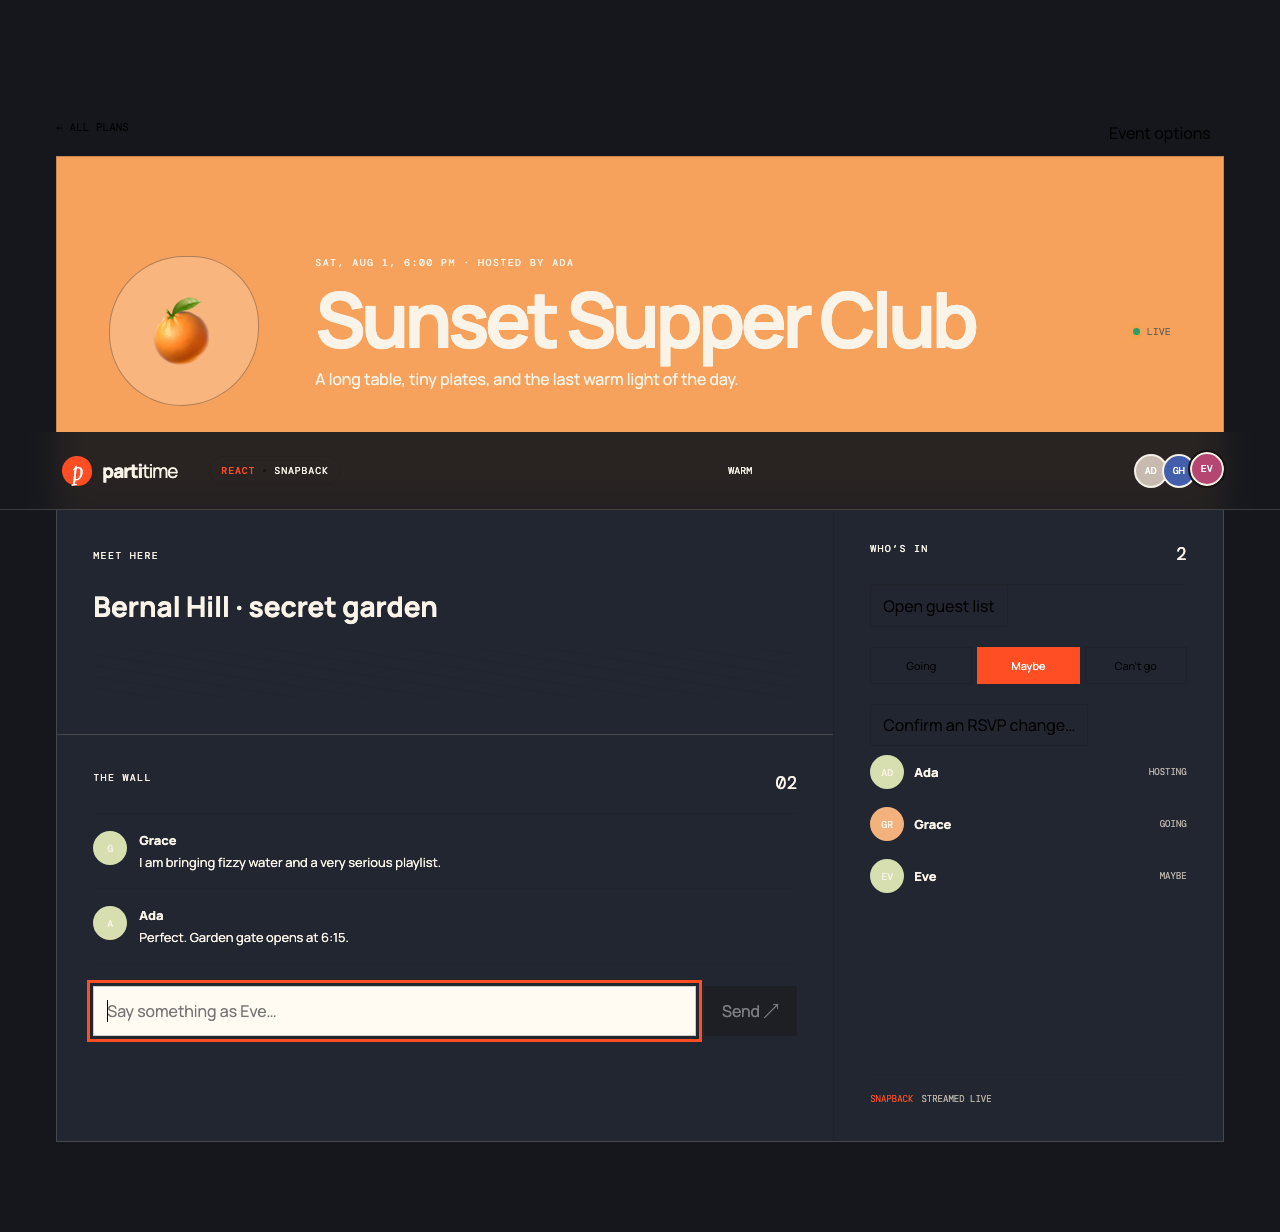 ← ALL PLANS
Event options
SAT, AUG 1, 6:00 PM · HOSTED BY ADA
Sunset Supper Club
A long table, tiny plates, and the last warm light of the day.
LIVE
p partitime
REACT · SNAPBACK
WARM
AD GH EV
MEET HERE
Bernal Hill · secret garden
THE WALL
02
G
Grace
I am bringing fizzy water and a very serious playlist.
A
Ada
Perfect. Garden gate opens at 6:15.
Say something as Eve…
Send ↗
WHO'S IN
2
Open guest list
Going Maybe Can't go
Confirm an RSVP change…
AD Ada HOSTING
GR Grace GOING
EV Eve MAYBE
SNAPBACK STREAMED LIVE